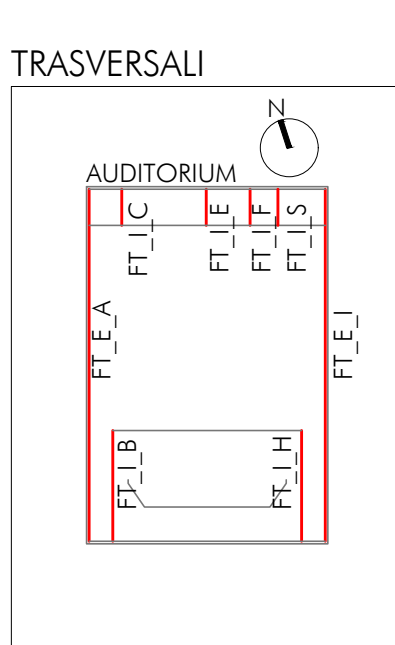 TRASVERSALI
N
AUDITORIUM
FT_I_C
FT_I_E
FT_I_F
FT_I_S
FT_E_A
FT_E_I
FT_I_B
FT_I_H